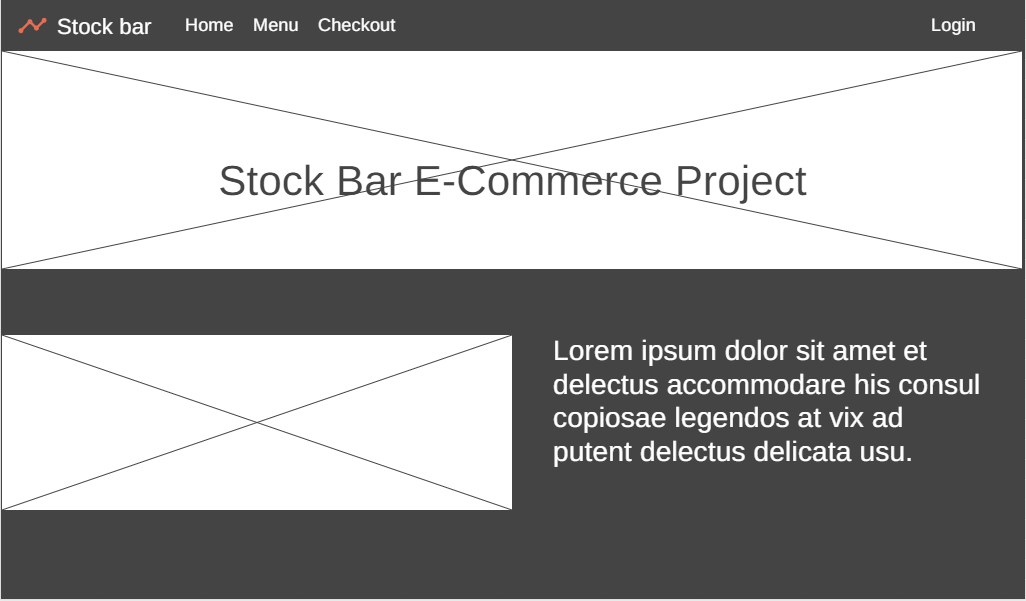 Stock bar Home Menu Checkout Login
Stock Bar E-Commerce Project
Lorem ipsum dolor sit amet et
delectus accommodare his consul
copiosae legendos at vix ad
putent delectus delicata usu.